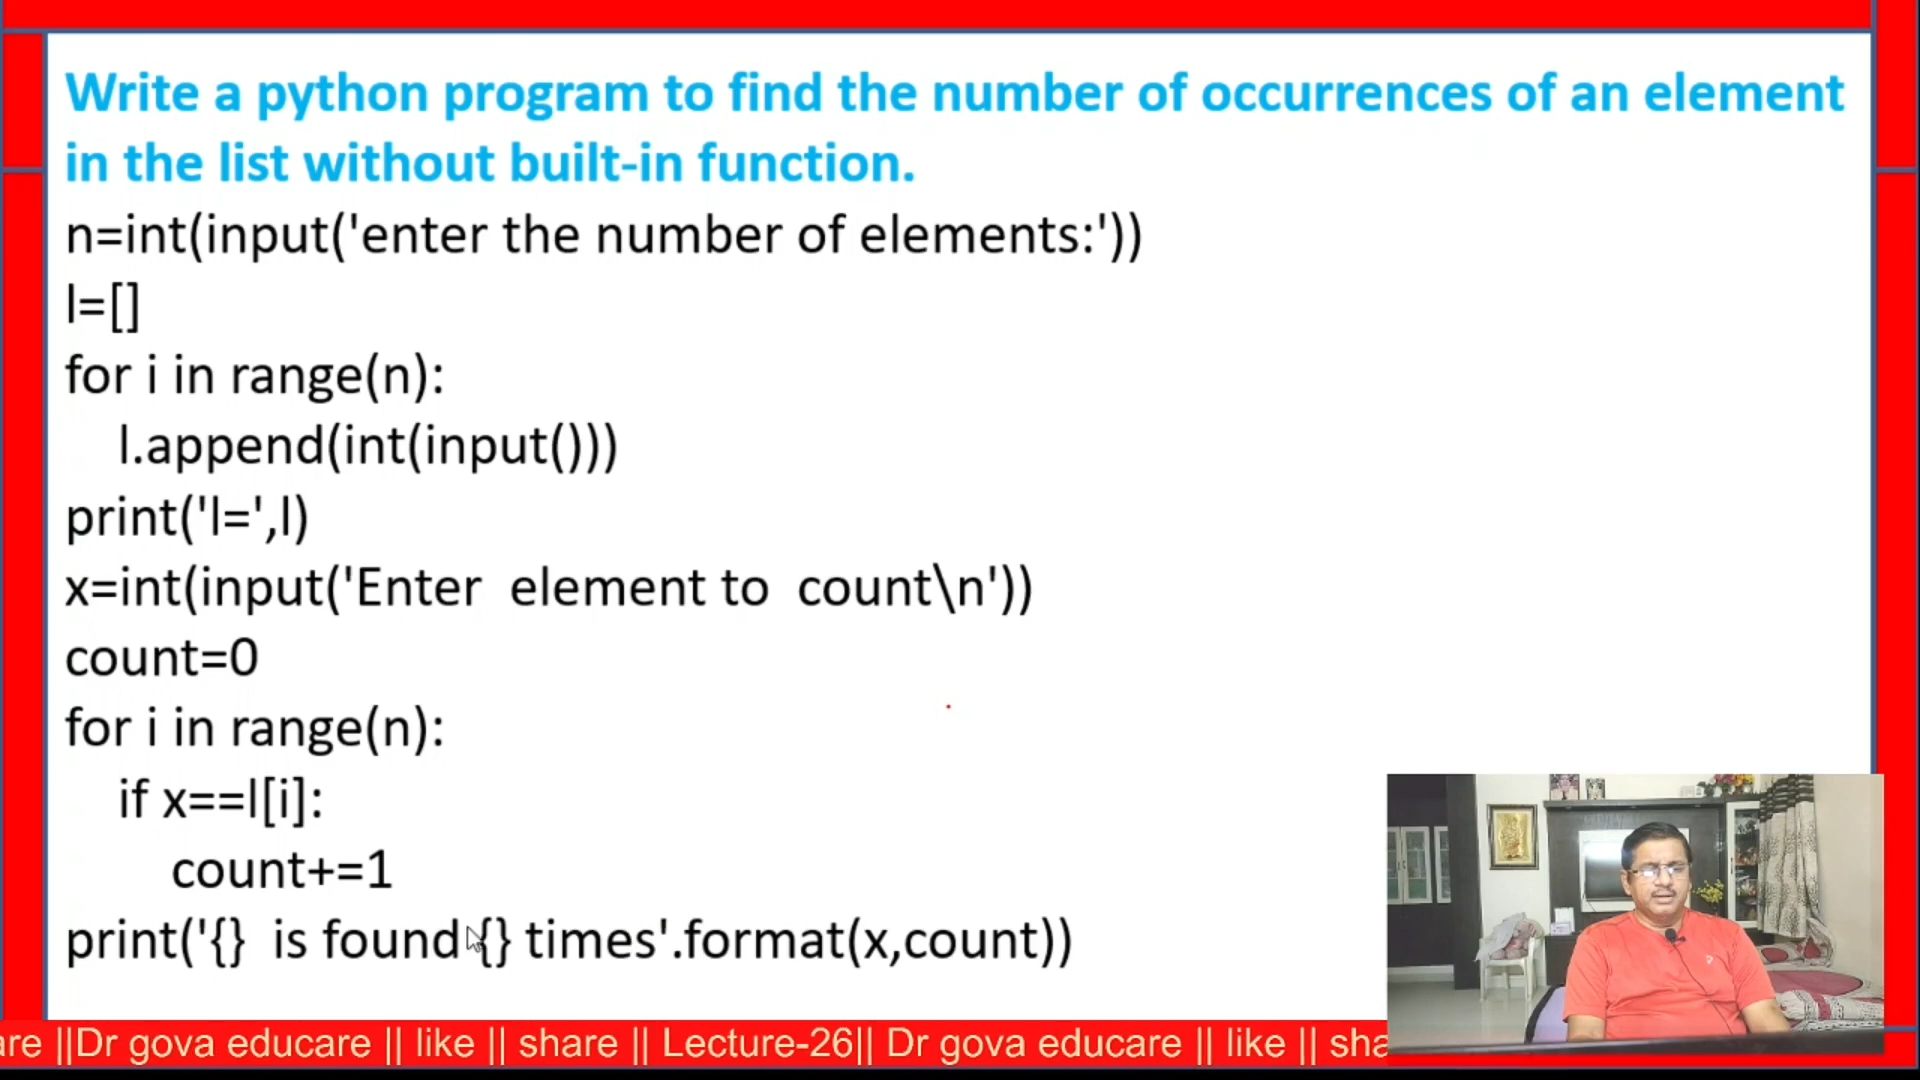 Write a python program to find the number of occurrences of an element
in the list without built-in function.
n=int(input('enter the number of elements:'))
l=[]
for i in range(n):
l.append(int(input()))
print('l=',l)
x=int(input('Enter  element to  count\n'))
count=0
for i in range(n):
if x==l[i]:
count+=1
print('{}  is found {} times'.format(x,count))
are ||Dr gova educare || like || share || Lecture-26|| Dr gova educare || like || sha